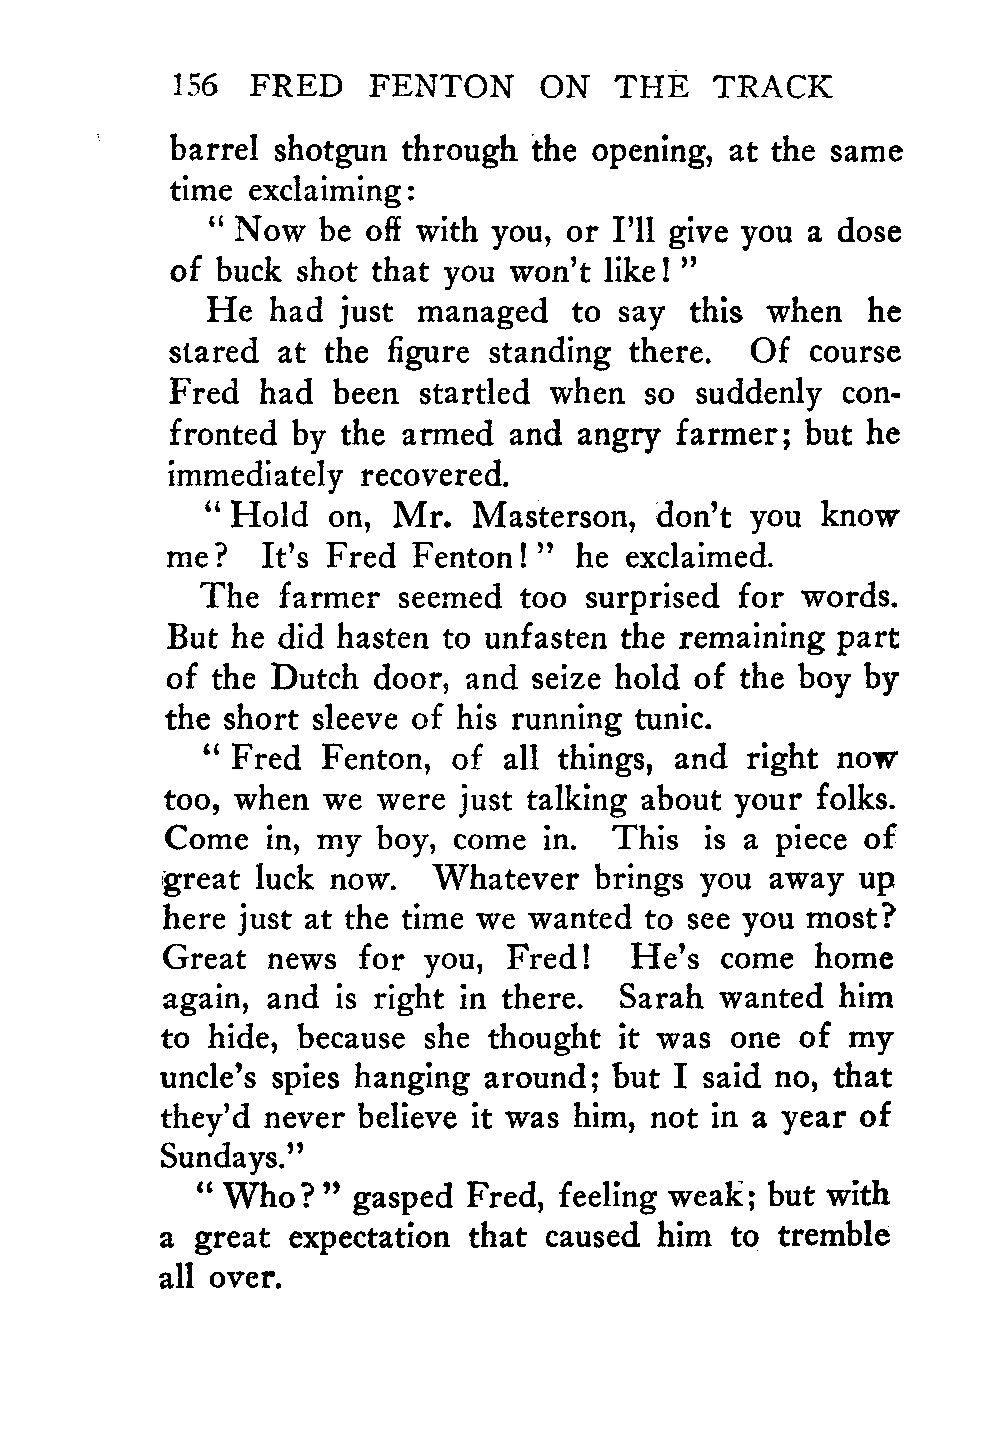 156 FRED FENTON ON THE TRACK
barrel shotgun through the opening, at the same
time exclaiming:
“ Now be off with you, or I’ll give you a dose
of buck shot that you won’t like! ”
He had just managed to say this when he
stared at the figure standing there. Of course
Fred had been startled when so suddenly con-
fronted by the armed and angry farmer; but he
immediately recovered.
“ Hold on, Mr. Masterson, don’t you know
me? It’s Fred Fenton! ” he exclaimed.
The farmer seemed too surprised for words.
But he did hasten to unfasten the remaining part
of the Dutch door, and seize hold of the boy by
the short sleeve of his running tunic.
“ Fred Fenton, of all things, and right now
too, when we were just talking about your folks.
Come in, my boy, come in. This is a piece of
great luck now. Whatever brings you away up
here just at the time we wanted to see you most?
Great news for you, Fred! He’s come home
again, and is right in there. Sarah wanted him
to hide, because she thought it was one of my
uncle’s spies hanging around; but I said no, that
they’d never believe it was him, not in a year of
Sundays.”
“ Who? ” gasped Fred, feeling weak; but with
a great expectation that caused him to tremble
all over.